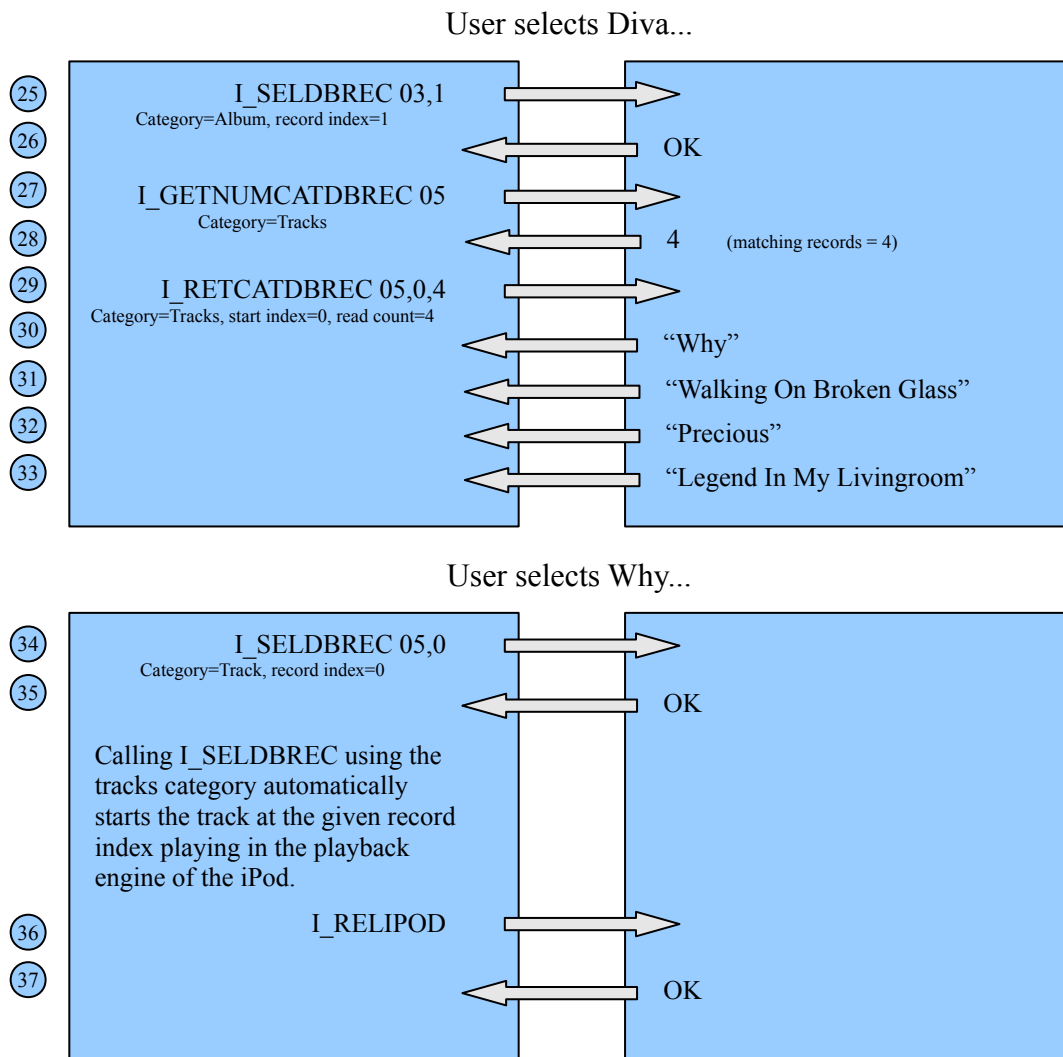 User selects Diva...
25 I_SELDBREC 03,1
Category=Album, record index=1
26 OK
27 I_GETNUMCATDBREC 05
Category=Tracks
28 4 (matching records = 4)
29 I_RETCATDBREC 05,0,4
Category=Tracks, start index=0, read count=4
30 “Why”
31 “Walking On Broken Glass”
32 “Precious”
33 “Legend In My Livingroom”
User selects Why...
34 I_SELDBREC 05,0
Category=Track, record index=0
35 OK
Calling I_SELDBREC using the
tracks category automatically
starts the track at the given record
index playing in the playback
engine of the iPod.
36 I_RELIPOD
37 OK